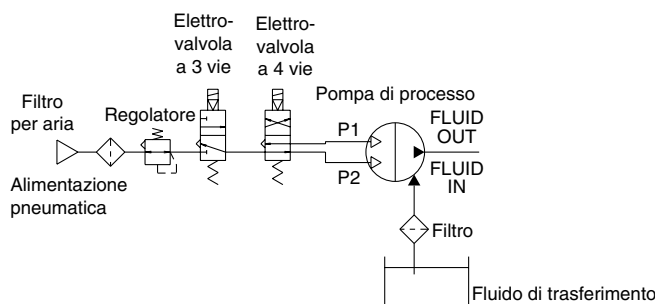 Elettro-
valvola
a 3 vie
Elettro-
valvola
a 4 vie
Filtro
per aria
Regolatore
Pompa di processo
P1
P2
FLUID
OUT
FLUID
IN
Alimentazione
pneumatica
Filtro
Fluido di trasferimento